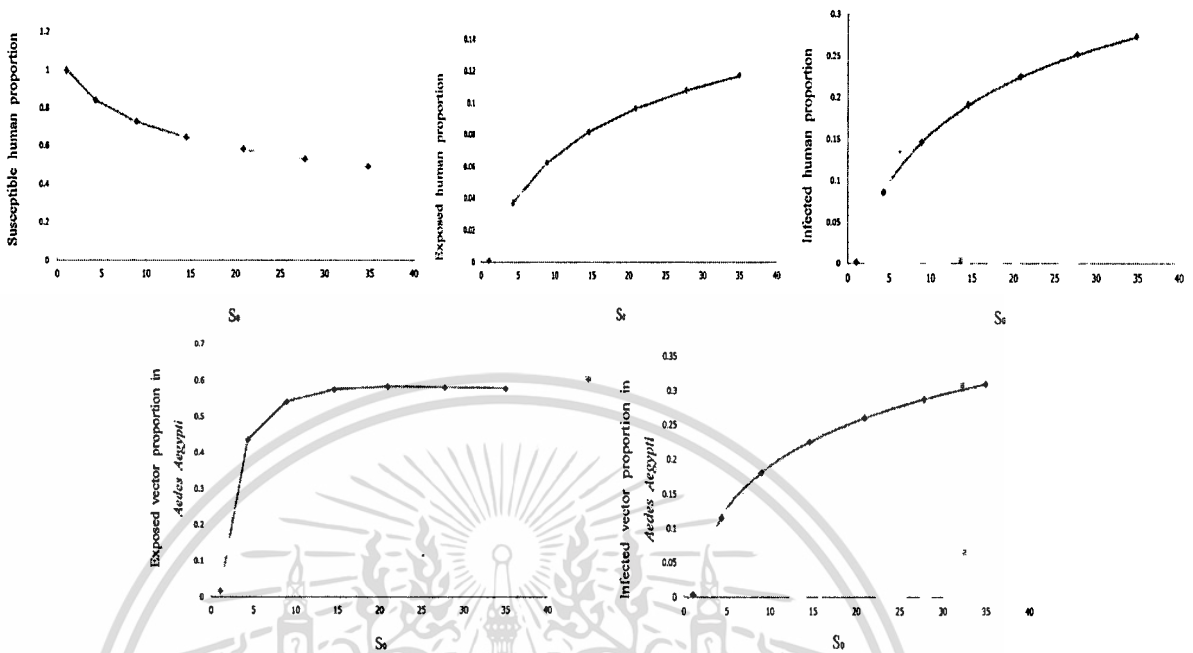 Susceptible human proportion
1.2
1
0.8
0.6
0.4
0.2
0
0 5 10 15 20 25 30 35 40
Exposed human proportion
0.14
0.12
0.1
0.08
0.06
0.04
0.02
0
0 5 10 15 20 25 30 35 40
Infected human proportion
0.3
0.25
0.2
0.15
0.1
0.05
0
0 5 10 15 20 25 30 35 40
Exposed vector proportion in
Aedes Aegypti
0.7
0.6
0.5
0.4
0.3
0.2
0.1
0
0 5 10 15 20 25 30 35 40
S₀
Infected vector proportion in
Aedes Aegypti
0.35
0.3
0.25
0.2
0.15
0.1
0.05
0
0 5 10 15 20 25 30 35 40
S₀